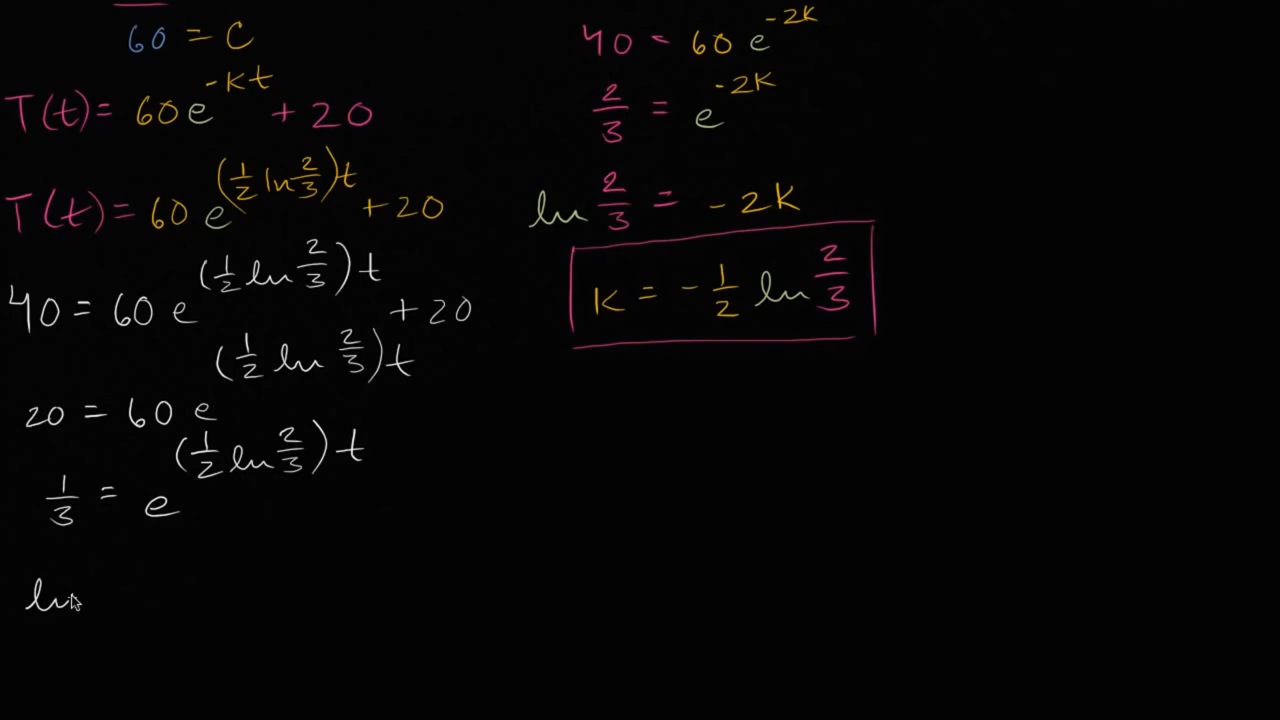 60 = C
T(t) = 60e^{-kt} + 20
T(t) = 60e^{(1/2 ln 2/3)t} + 20
40 = 60e^{(1/2 ln 2/3)t} + 20
20 = 60e^{(1/2 ln 2/3)t}
1/3 = e^{(1/2 ln 2/3)t}
ln
40 = 60e^{-2k}
2/3 = e^{-2k}
ln 2/3 = -2k
k = -1/2 ln 2/3